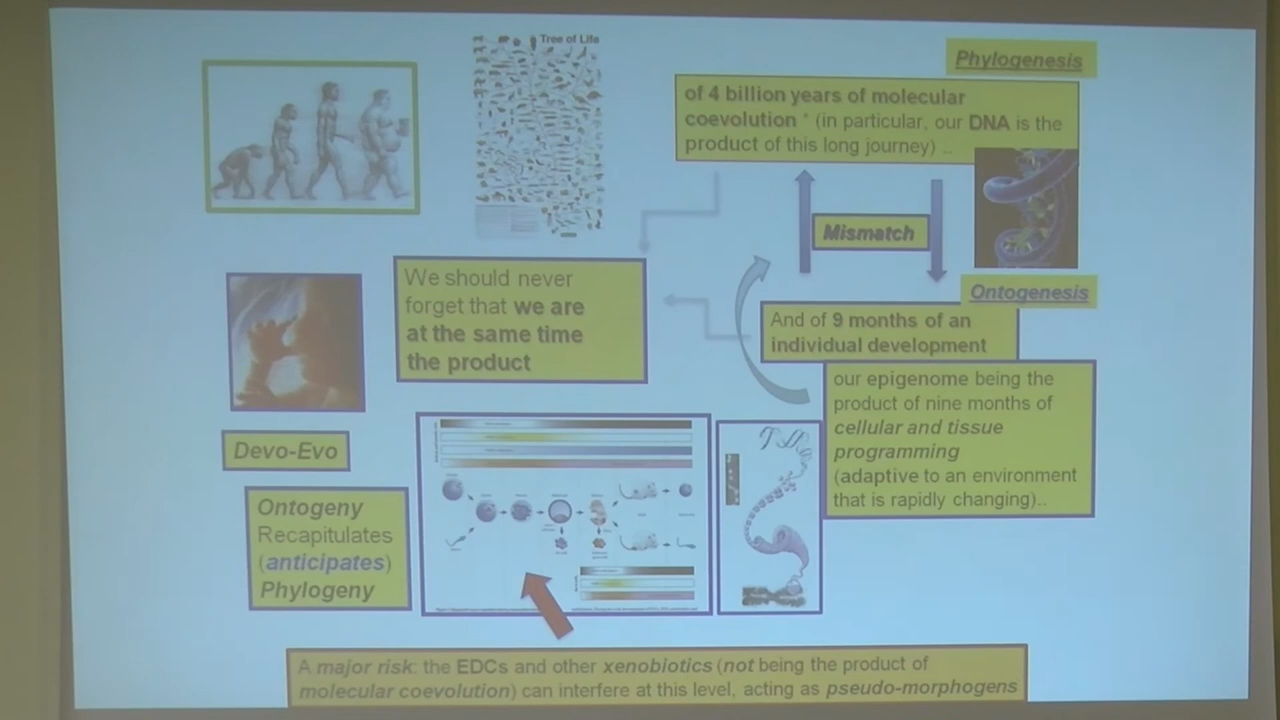 Tree of Life
Phylogenesis
of 4 billion years of molecular
coevolution * (in particular, our DNA is the
product of this long journey) ..
Mismatch
We should never
forget that we are
at the same time
the product
Ontogenesis
And of 9 months of an
individual development
our epigenome being the
product of nine months of
cellular and tissue
programming
(adaptive to an environment
that is rapidly changing)..
Devo-Evo
Ontogeny
Recapitulates
(anticipates)
Phylogeny
A major risk: the EDCs and other xenobiotics (not being the product of
molecular coevolution) can interfere at this level, acting as pseudo-morphogens